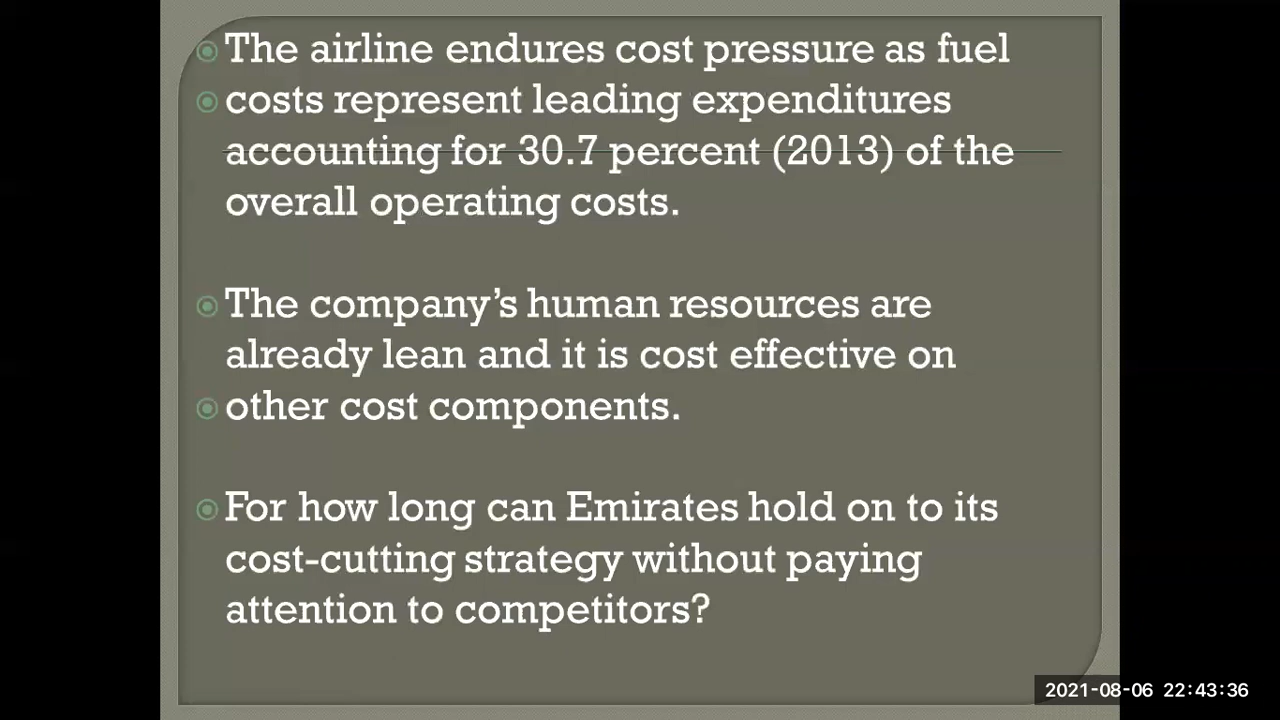 The airline endures cost pressure as fuel
costs represent leading expenditures
accounting for 30.7 percent (2013) of the
overall operating costs.
The company’s human resources are
already lean and it is cost effective on
other cost components.
For how long can Emirates hold on to its
cost-cutting strategy without paying
attention to competitors?
2021-08-06 22:43:36